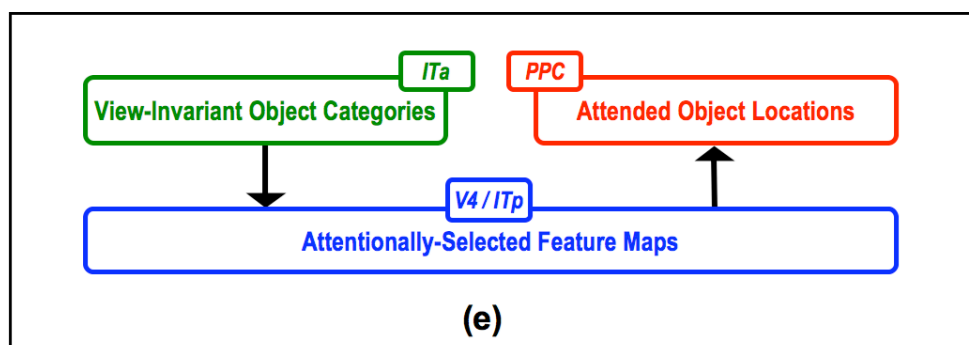 ITa
PPC
View-Invariant Object Categories
Attended Object Locations
V4 / ITp
Attentionally-Selected Feature Maps
(e)